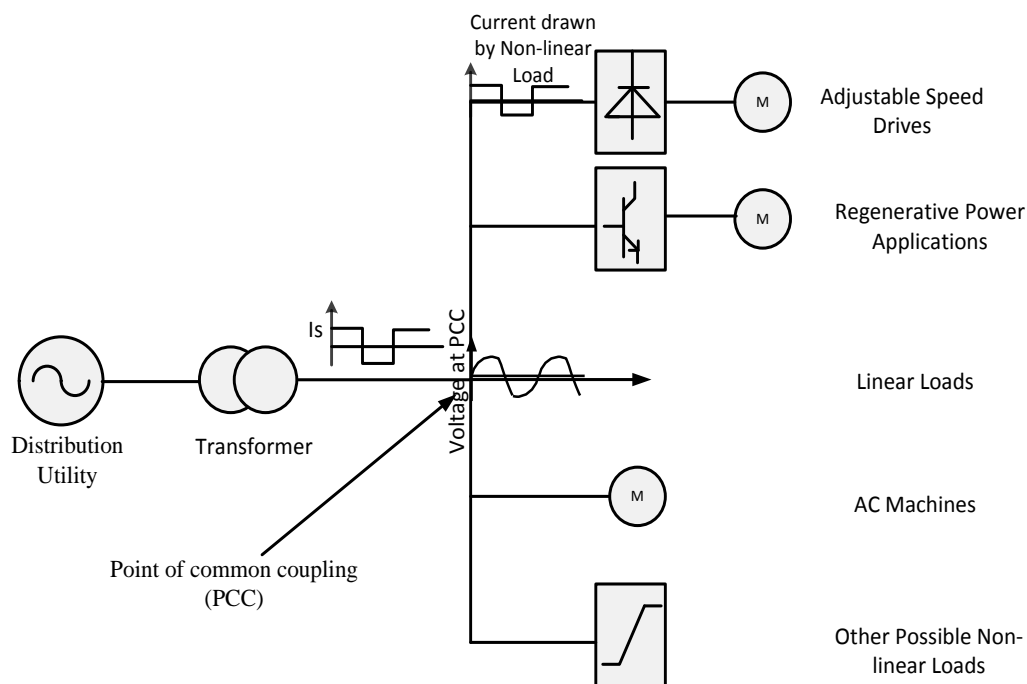 Current drawn
by Non-linear
Load
M
Adjustable Speed
Drives
M
Regenerative Power
Applications
Is
Voltage at PCC
Linear Loads
Distribution
Utility
Transformer
M
AC Machines
Point of common coupling
(PCC)
Other Possible Non-
linear Loads